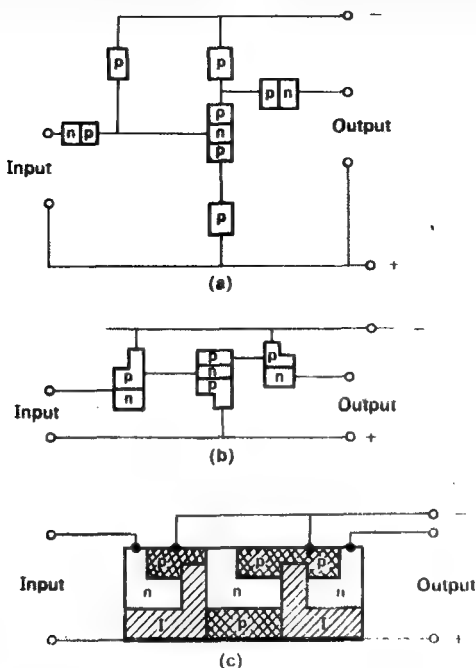 −
p p
p n
n p p
n
p
Output
Input
p
+
(a)
−
p p p
n n
p n
Input Output
+
(b)
−
p p
Input n n n Output
I p I
+
(c)